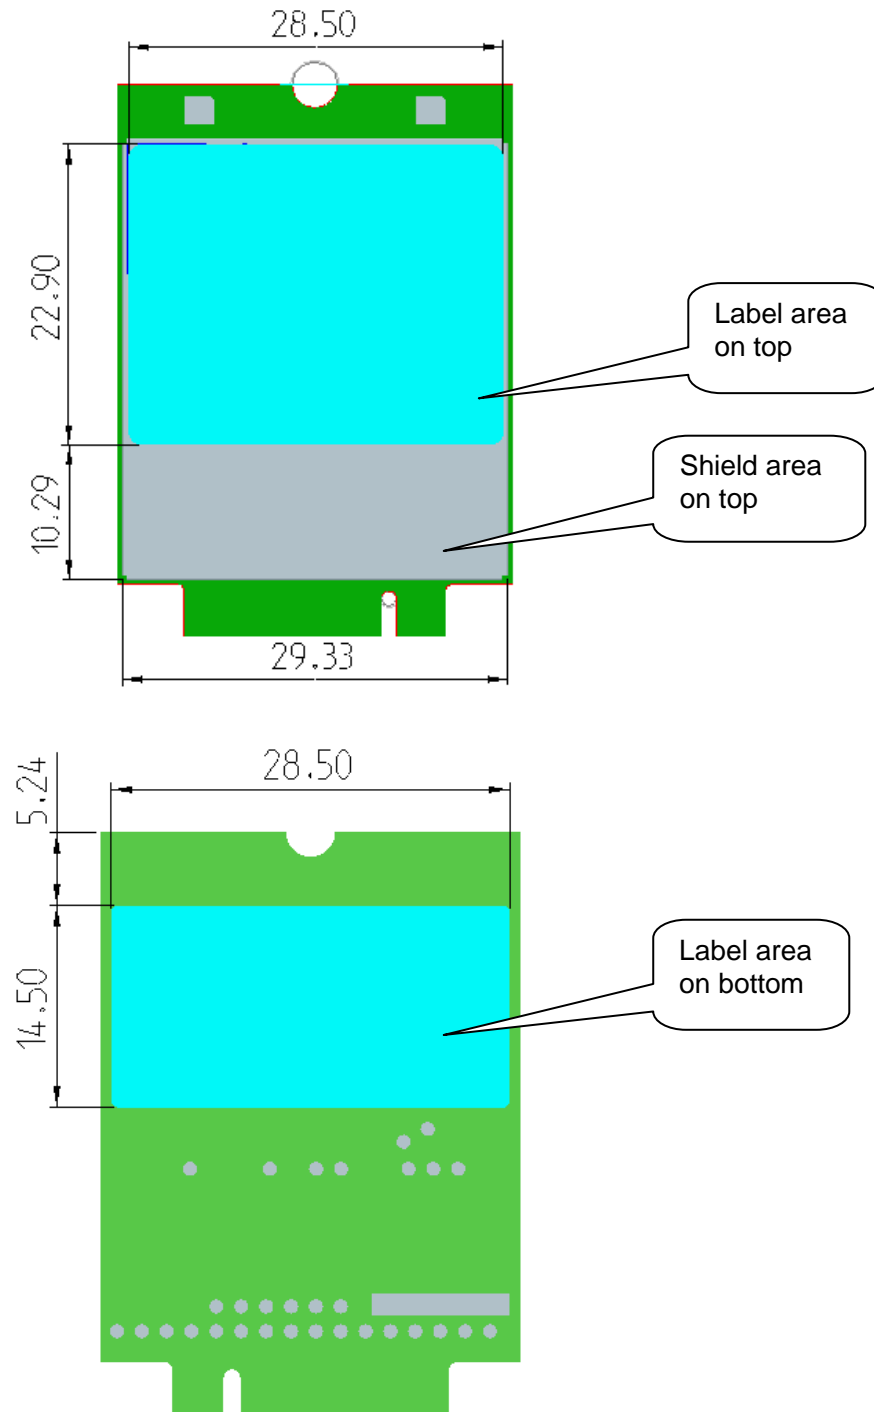 28.50
22.90
Label area
on top
Shield area
on top
10.29
29.33
5.24
28.50
Label area
on bottom
14.50